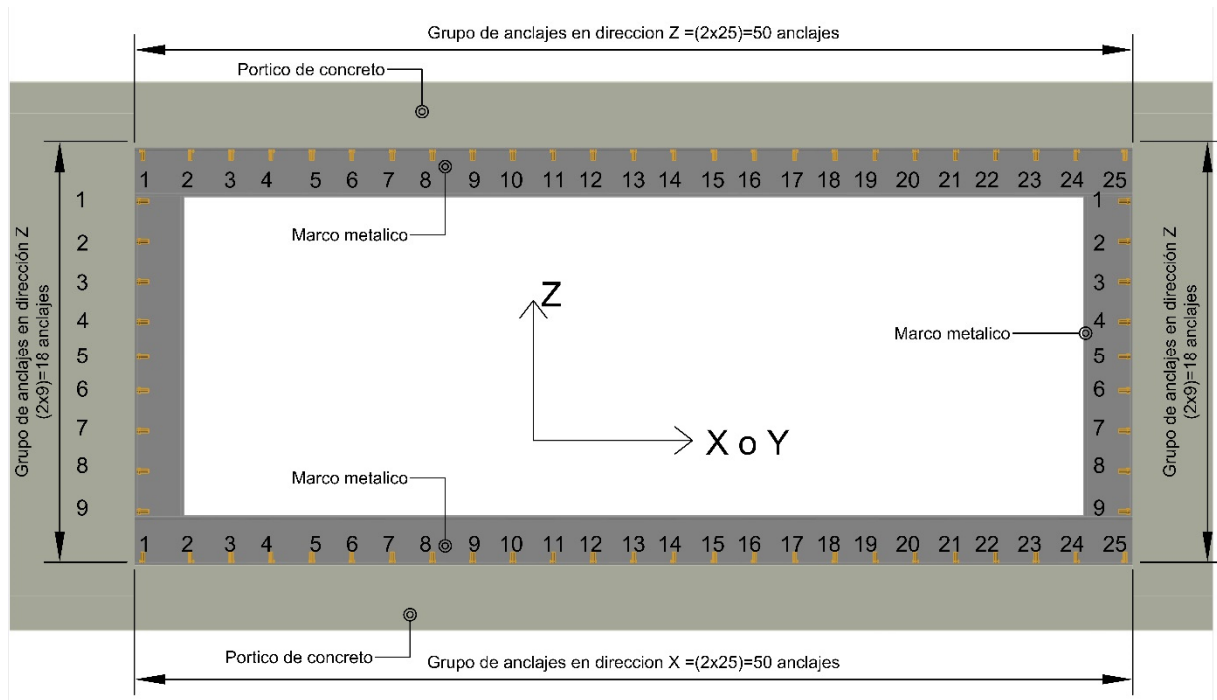 Grupo de anclajes en direccion Z =(2x25)=50 anclajes
Portico de concreto
1 2 3 4 5 6 7 8 9 10 11 12 13 14 15 16 17 18 19 20 21 22 23 24 25
Marco metalico
Grupo de anclajes en dirección Z
(2x9)=18 anclajes
1
2
3
4
5
6
7
8
9
Z
X o Y
Marco metalico
1
2
3
4
5
6
7
8
9
Grupo de anclajes en dirección Z
(2x9)=18 anclajes
Marco metalico
1 2 3 4 5 6 7 8 9 10 11 12 13 14 15 16 17 18 19 20 21 22 23 24 25
Portico de concreto
Grupo de anclajes en direccion X =(2x25)=50 anclajes